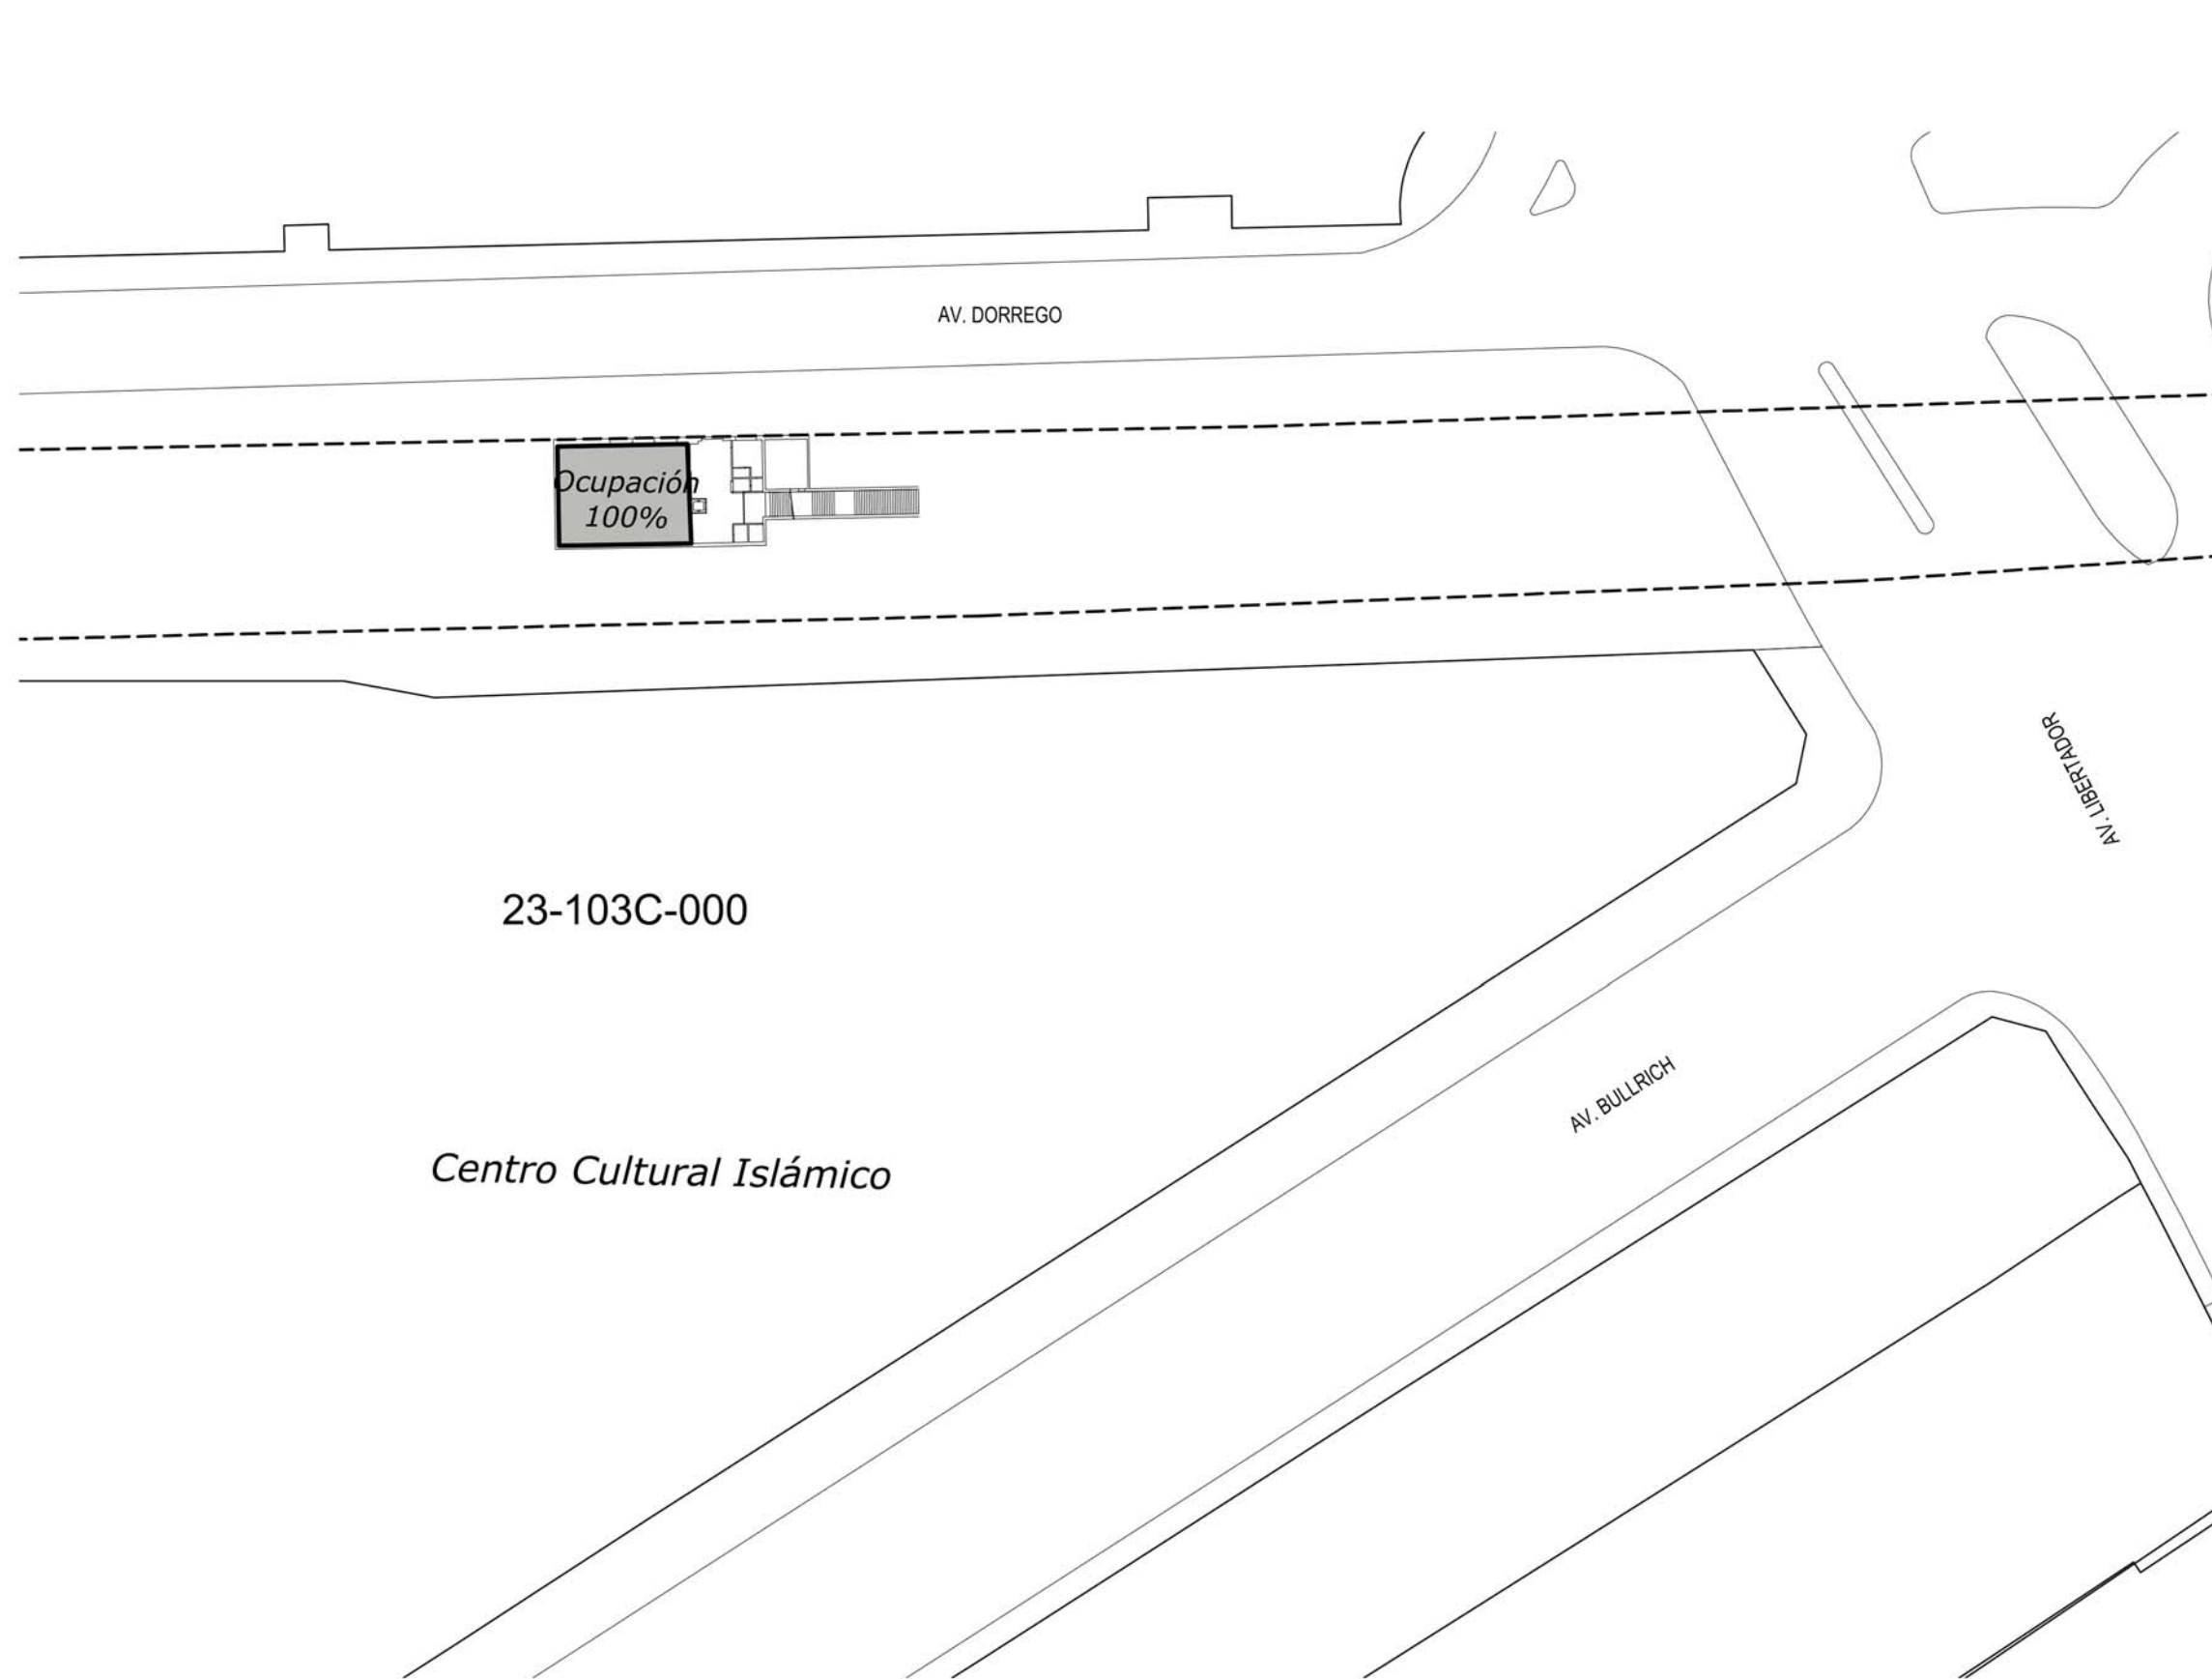 AV. DORREGO
Ocupación
100%
AV. LIBERTADOR
23-103C-000
AV. BULLRICH
Centro Cultural Islámico